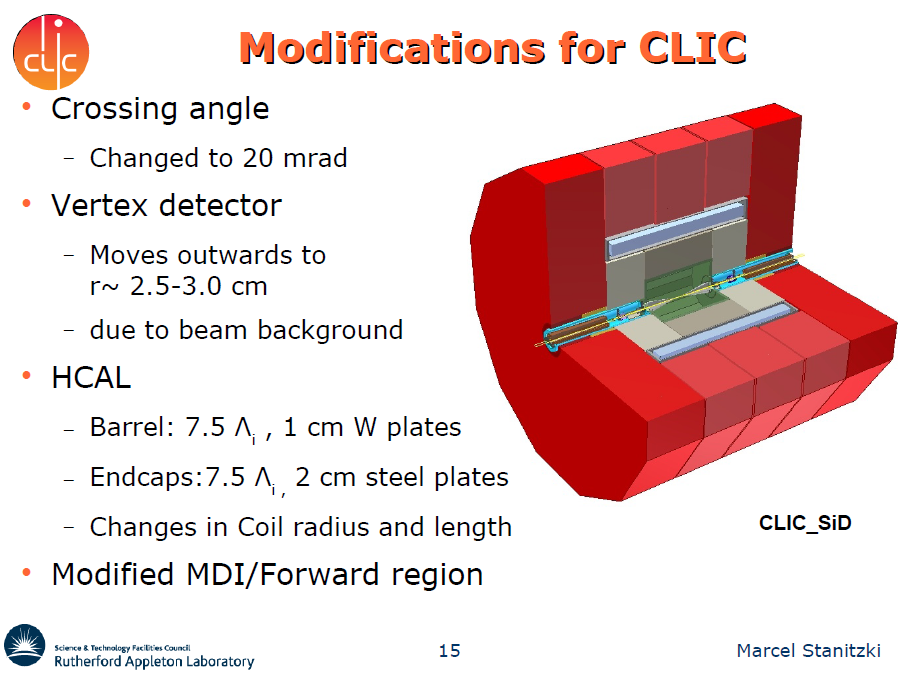 clic
Modifications for CLIC
• Crossing angle
– Changed to 20 mrad
• Vertex detector
– Moves outwards to
r~ 2.5-3.0 cm
– due to beam background
• HCAL
– Barrel: 7.5 Λi , 1 cm W plates
– Endcaps:7.5 Λi , 2 cm steel plates
– Changes in Coil radius and length
• Modified MDI/Forward region
CLIC_SiD
Science & Technology Facilities Council
Rutherford Appleton Laboratory
15
Marcel Stanitzki